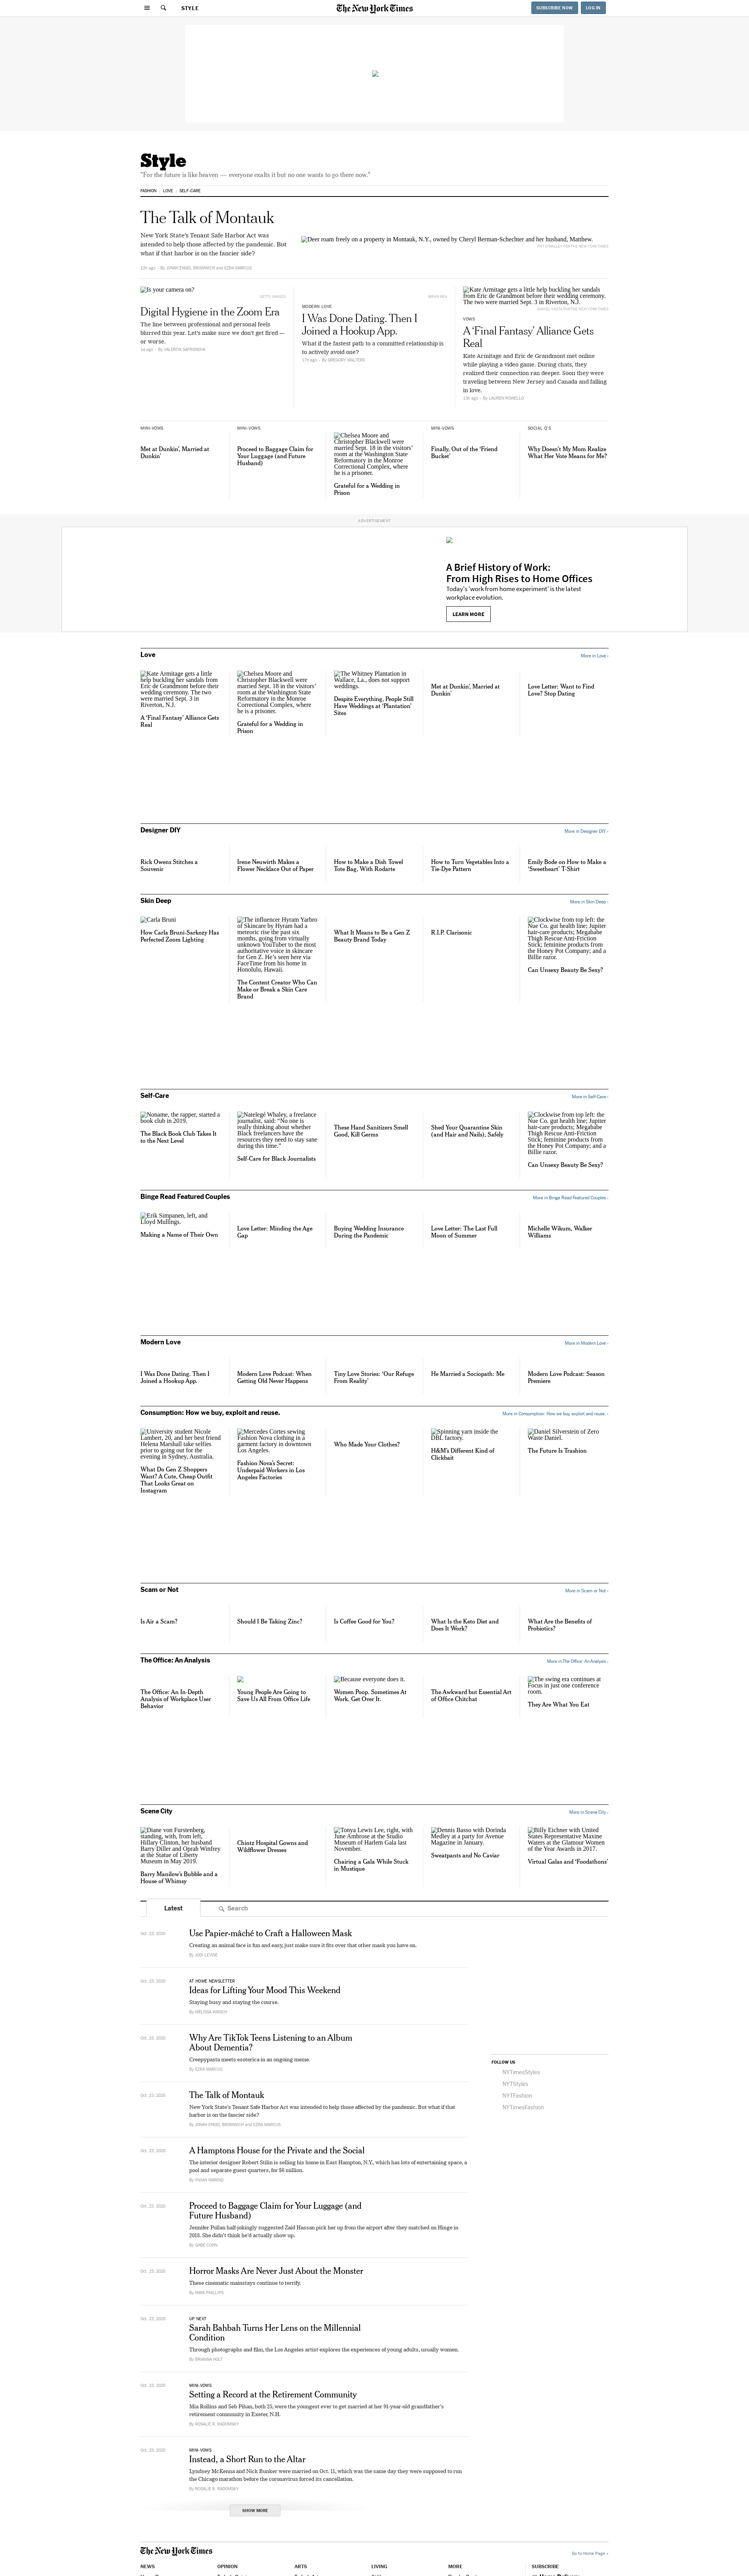 STYLE
The New York Times
SUBSCRIBE NOW
LOG IN
Style
"For the future is like heaven — everyone exalts it but no one wants to go there now."
FASHION
LOVE
SELF-CARE
The Talk of Montauk
New York State's Tenant Safe Harbor Act was
intended to help those affected by the pandemic. But
what if that harbor is on the fancier side?
12h ago · By JONAH ENGEL BROMWICH and EZRA MARCUS
Deer roam freely on a property in Montauk, N.Y., owned by Cheryl Berman-Schechter and her husband, Matthew.
Is your camera on?
GETTY IMAGES
Digital Hygiene in the Zoom Era
The line between professional and personal feels
blurred this year. Let's make sure we don't get fired —
or worse.
1d ago · By VALERIYA SAFRONOVA
BRIAN REA
MODERN LOVE
I Was Done Dating. Then I
Joined a Hookup App.
What if the fastest path to a committed relationship is
to actively avoid one?
17h ago · By GREGORY WALTERS
Kate Armitage gets a little help buckling her sandals
from Eric de Grandmont before their wedding ceremony.
The two were married Sept. 3 in Riverton, N.J.
VOWS
A 'Final Fantasy' Alliance Gets
Real
Kate Armitage and Eric de Grandmont met online
while playing a video game. During chats, they
realized their connection ran deeper. Soon they were
traveling between New Jersey and Canada and falling
in love.
13h ago · By LAUREN ROWELLO
MINI-VOWS
Met at Dunkin', Married at
Dunkin'
MINI-VOWS
Proceed to Baggage Claim for
Your Luggage (and Future
Husband)
Chelsea Moore and
Christopher Blackwell were
married Sept. 18 in the visitors'
room at the Washington State
Reformatory in the Monroe
Correctional Complex, where
he is a prisoner.
Grateful for a Wedding in
Prison
MINI-VOWS
Finally, Out of the 'Friend
Bucket'
SOCIAL Q'S
Why Doesn't My Mom Realize
What Her Vote Means for Me?
ADVERTISEMENT
A Brief History of Work:
From High Rises to Home Offices
Today's 'work from home experiment' is the latest
workplace evolution.
LEARN MORE
Love
More in Love ›
Kate Armitage gets a little
help buckling her sandals from
Eric de Grandmont before their
wedding ceremony. The two
were married Sept. 3 in
Riverton, N.J.
A 'Final Fantasy' Alliance Gets
Real
Chelsea Moore and
Christopher Blackwell were
married Sept. 18 in the visitors'
room at the Washington State
Reformatory in the Monroe
Correctional Complex, where
he is a prisoner.
Grateful for a Wedding in
Prison
The Whitney Plantation in
Wallace, La., does not support
weddings.
Despite Everything, People Still
Have Weddings at 'Plantation'
Sites
Met at Dunkin', Married at
Dunkin'
Love Letter: Want to Find
Love? Stop Dating
Designer DIY
More in Designer DIY ›
Rick Owens Stitches a
Souvenir
Irene Neuwirth Makes a
Flower Necklace Out of Paper
How to Make a Dish Towel
Tote Bag, With Rodarte
How to Turn Vegetables Into a
Tie-Dye Pattern
Emily Bode on How to Make a
'Sweetheart' T-Shirt
Skin Deep
More in Skin Deep ›
Carla Bruni
How Carla Bruni-Sarkozy Has
Perfected Zoom Lighting
The influencer Hyram Yarbro
of Skincare by Hyram had a
meteoric rise the past six
months, going from virtually
unknown YouTuber to the most
authoritative voice in skincare
for Gen Z. He's seen here via
FaceTime from his home in
Honolulu, Hawaii.
The Content Creator Who Can
Make or Break a Skin Care
Brand
What It Means to Be a Gen Z
Beauty Brand Today
R.I.P. Clarisonic
Clockwise from top left: the
Nue Co. gut health line; Jupiter
hair-care products; Megababe
Thigh Rescue Anti-Friction
Stick; feminine products from
the Honey Pot Company; and a
Billie razor.
Can Unsexy Beauty Be Sexy?
Self-Care
More in Self-Care ›
Noname, the rapper, started a
book club in 2019.
The Black Book Club Takes It
to the Next Level
Natelegé Whaley, a freelance
journalist, said: "No one is
really thinking about whether
Black freelancers have the
resources they need to stay sane
during this time."
Self-Care for Black Journalists
These Hand Sanitizers Smell
Good, Kill Germs
Shed Your Quarantine Skin
(and Hair and Nails), Safely
Clockwise from top left: the
Nue Co. gut health line; Jupiter
hair-care products; Megababe
Thigh Rescue Anti-Friction
Stick; feminine products from
the Honey Pot Company; and a
Billie razor.
Can Unsexy Beauty Be Sexy?
Binge Read Featured Couples
More in Binge Read Featured Couples ›
Erik Simpanen, left, and
Lloyd Mullings.
Making a Name of Their Own
Love Letter: Minding the Age
Gap
Buying Wedding Insurance
During the Pandemic
Love Letter: The Last Full
Moon of Summer
Michelle Wikum, Walker
Williams
Modern Love
More in Modern Love ›
I Was Done Dating. Then I
Joined a Hookup App.
Modern Love Podcast: When
Getting Old Never Happens
Tiny Love Stories: 'Our Refuge
From Reality'
He Married a Sociopath: Me
Modern Love Podcast: Season
Premiere
Consumption: How we buy, exploit and reuse.
More in Consumption: How we buy, exploit and reuse. ›
University student Nicole
Lambert, 20, and her best friend
Helena Marshall take selfies
prior to going out for the
evening in Sydney, Australia.
What Do Gen Z Shoppers
Want? A Cute, Cheap Outfit
That Looks Great on
Instagram
Mercedes Cortes sewing
Fashion Nova clothing in a
garment factory in downtown
Los Angeles.
Fashion Nova's Secret:
Underpaid Workers in Los
Angeles Factories
Who Made Your Clothes?
Spinning yarn inside the
DBL factory.
H&M's Different Kind of
Clickbait
Daniel Silverstein of Zero
Waste Daniel.
The Future Is Trashion
Scam or Not
More in Scam or Not ›
Is Air a Scam?
Should I Be Taking Zinc?
Is Coffee Good for You?
What Is the Keto Diet and
Does It Work?
What Are the Benefits of
Probiotics?
The Office: An Analysis
More in The Office: An Analysis ›
The Office: An In-Depth
Analysis of Workplace User
Behavior
Young People Are Going to
Save Us All From Office Life
Because everyone does it.
Women Poop. Sometimes At
Work. Get Over It.
The Awkward but Essential Art
of Office Chitchat
The swing era continues at
Focus in just one conference
room.
They Are What You Eat
Scene City
More in Scene City ›
Diane von Furstenberg,
standing, with, from left,
Hillary Clinton, her husband
Barry Diller and Oprah Winfrey
at the Statue of Liberty
Museum in May 2019.
Barry Manilow's Bubble and a
House of Whimsy
Chintz Hospital Gowns and
Wildflower Dresses
Tonya Lewis Lee, right, with
June Ambrose at the Studio
Museum of Harlem Gala last
November.
Chairing a Gala While Stuck
in Mustique
Dennis Basso with Dorinda
Medley at a party for Avenue
Magazine in January.
Sweatpants and No Caviar
Billy Eichner with United
States Representative Maxine
Waters at the Glamour Women
of the Year Awards in 2017.
Virtual Galas and 'Foodathons'
Latest
Search
Oct. 23, 2020
Use Papier-mâché to Craft a Halloween Mask
Creating an animal face is fun and easy, just make sure it fits over that other mask you have on.
By JODI LEVINE
Oct. 23, 2020
AT HOME NEWSLETTER
Ideas for Lifting Your Mood This Weekend
Staying busy and staying the course.
By MELISSA KIRSCH
Oct. 23, 2020
Why Are TikTok Teens Listening to an Album
About Dementia?
Creepypasta meets esoterica in an ongoing meme.
By EZRA MARCUS
Oct. 23, 2020
The Talk of Montauk
New York State's Tenant Safe Harbor Act was intended to help those affected by the pandemic. But what if that
harbor is on the fancier side?
By JONAH ENGEL BROMWICH and EZRA MARCUS
Oct. 23, 2020
A Hamptons House for the Private and the Social
The interior designer Robert Stilin is selling his home in East Hampton, N.Y., which has lots of entertaining space, a
pool and separate guest quarters, for $6 million.
By VIVIAN MARINO
Oct. 23, 2020
Proceed to Baggage Claim for Your Luggage (and
Future Husband)
Jennifer Pollan half-jokingly suggested Zaid Hassan pick her up from the airport after they matched on Hinge in
2018. She didn't think he'd actually show up.
By GABE COHN
Oct. 23, 2020
Horror Masks Are Never Just About the Monster
These cinematic mainstays continue to terrify.
By MAYA PHILLIPS
Oct. 23, 2020
UP NEXT
Sarah Bahbah Turns Her Lens on the Millennial
Condition
Through photographs and film, the Los Angeles artist explores the experiences of young adults, usually women.
By BRIANNA HOLT
Oct. 23, 2020
MINI-VOWS
Setting a Record at the Retirement Community
Mia Rollins and Seb Pihan, both 25, were the youngest ever to get married at her 91-year-old grandfather's
retirement community in Exeter, N.H.
By ROSALIE R. RADOMSKY
Oct. 23, 2020
MINI-VOWS
Instead, a Short Run to the Altar
Lyndsey McKenna and Nick Bunker were married on Oct. 11, which was the same day they were supposed to run
the Chicago marathon before the coronavirus forced its cancellation.
By ROSALIE R. RADOMSKY
SHOW MORE
FOLLOW US
NYTimesStyles
NYTStyles
NYTFashion
NYTimesFashion
The New York Times
Go to Home Page »
NEWS
OPINION
ARTS
LIVING
MORE
SUBSCRIBE